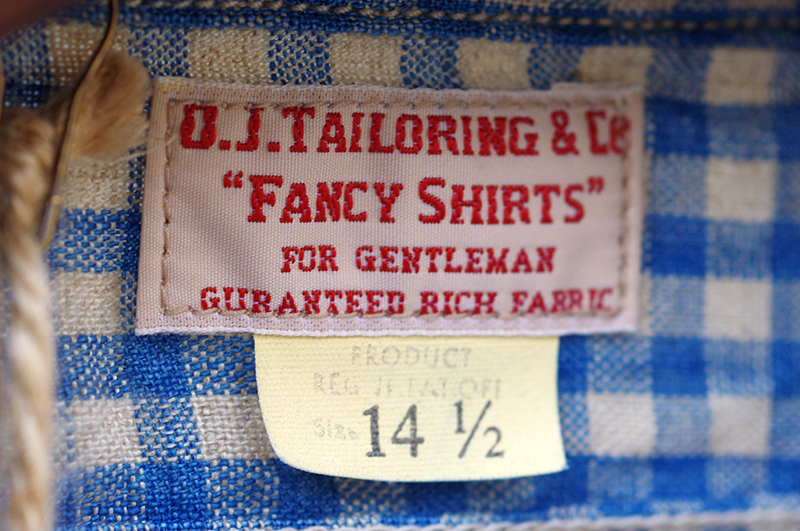 O.J.TAILORING & Co
"FANCY SHIRTS"
FOR GENTLEMAN
GURANTEED RICH FABRIC
PRODUCT
Size 14 ½